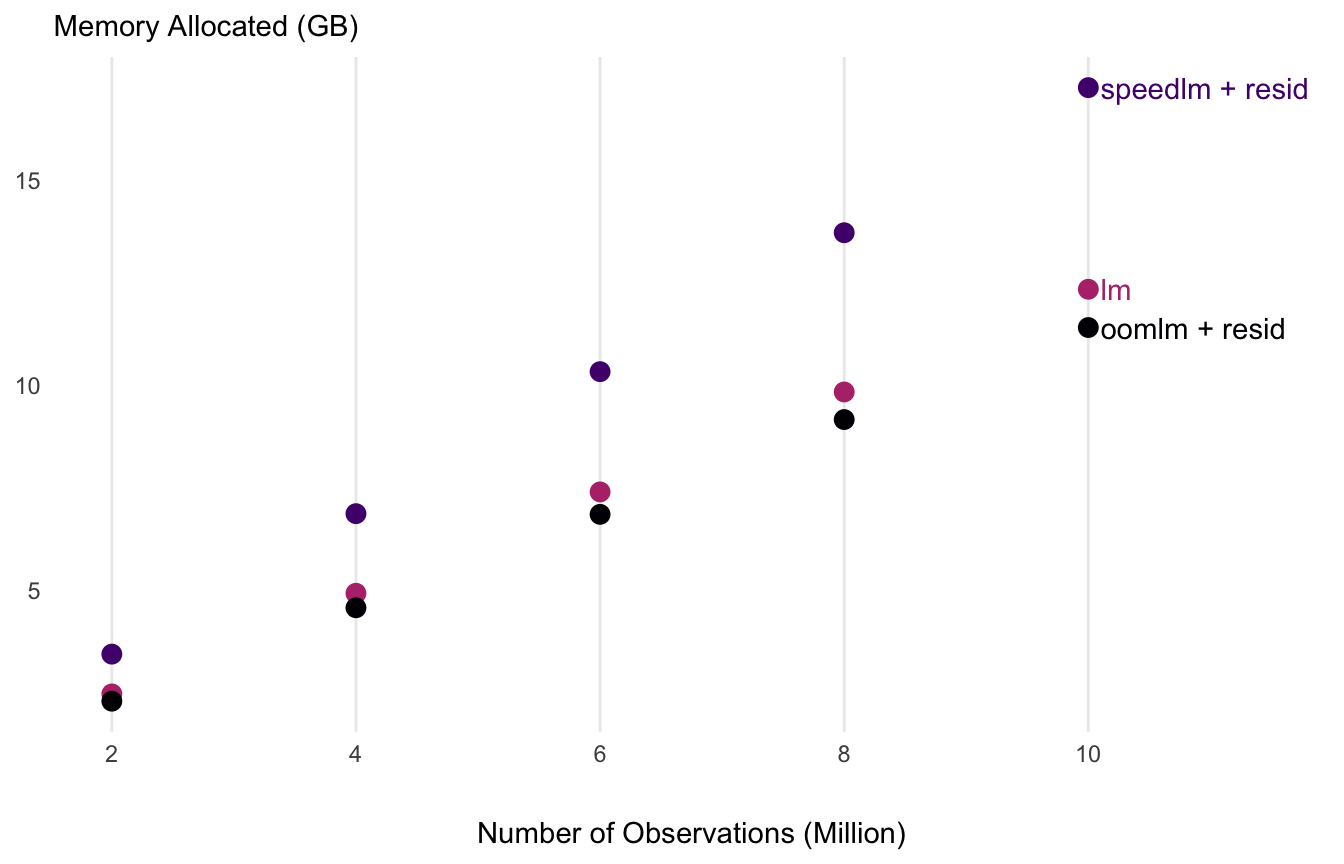 Memory Allocated (GB)
speedlm + resid
15
lm
oomlm + resid
10
5
2 4 6 8 10
Number of Observations (Million)